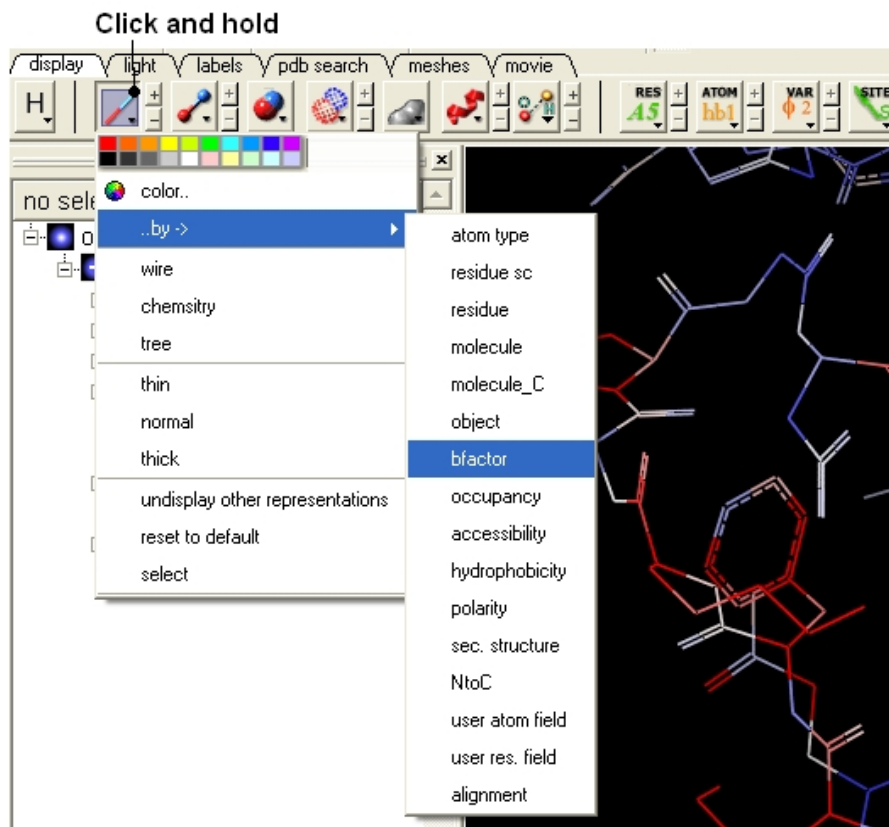 Click and hold
display light labels pdb search meshes movie
H RES A5 ATOM hb1 VAR ϕ 2 SITE
no sele
color..
..by ->
wire
chemsitry
tree
thin
normal
thick
undisplay other representations
reset to default
select
atom type
residue sc
residue
molecule
molecule_C
object
bfactor
occupancy
accessibility
hydrophobicity
polarity
sec. structure
NtoC
user atom field
user res. field
alignment